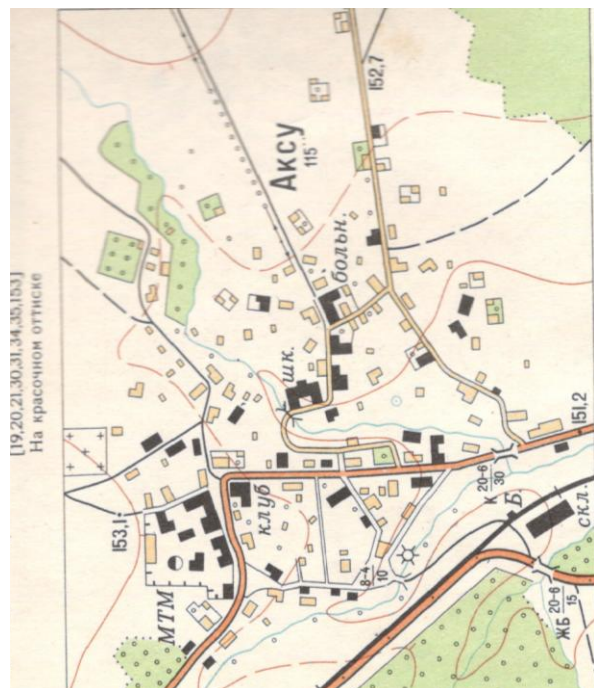 [19,20,21,30,31,34,35,153]
На красочном оттиске
152,7
Аксу
115
больн.
шк.
151,2
К 20-6
30
Б.
скл.
клуб
153,1
МТМ
8-4
10
ЖБ 20-6
15